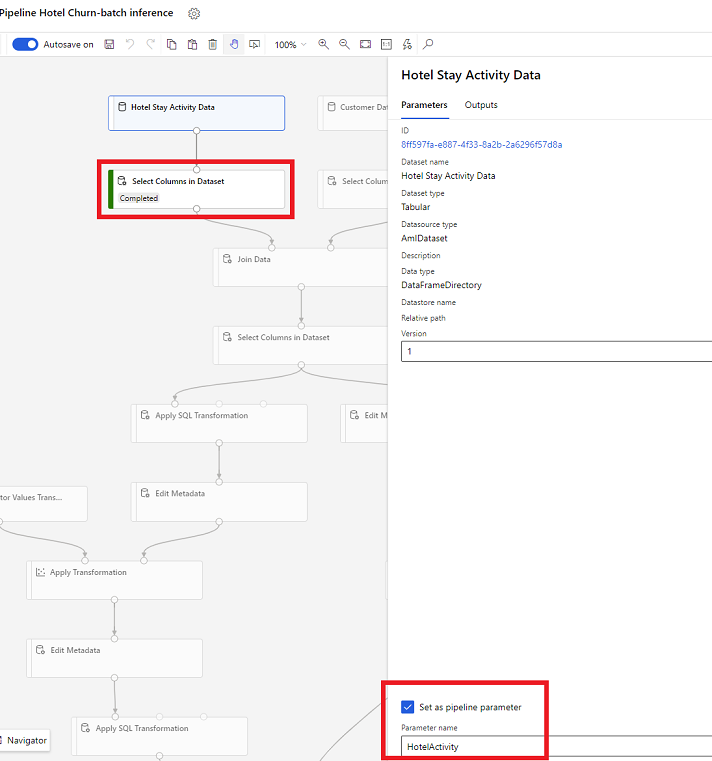 Pipeline Hotel Churn-batch inference
Autosave on
100%
Hotel Stay Activity Data
Customer Dat
Select Columns in Dataset
Completed
Select Colum
Join Data
Select Columns in Dataset
Apply SQL Transformation
Edit M
Edit Metadata
tor Values Trans...
Apply Transformation
Edit Metadata
Apply SQL Transformation
Navigator
Hotel Stay Activity Data
Parameters Outputs
ID
8ff597fa-e887-4f33-8a2b-2a6296f57d8a
Dataset name
Hotel Stay Activity Data
Dataset type
Tabular
Datasource type
AmlDataset
Description
Data type
DataFrameDirectory
Datastore name
Relative path
Version
1
Set as pipeline parameter
Parameter name
HotelActivity